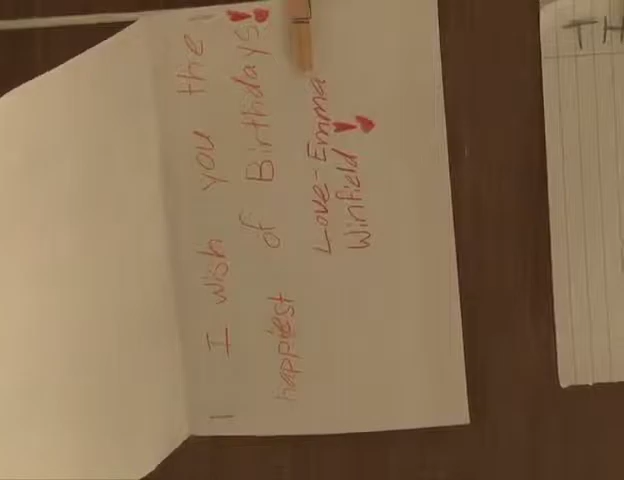 I wish you the
happiest of Birthdays!
Love-Emma
Winfield
TH